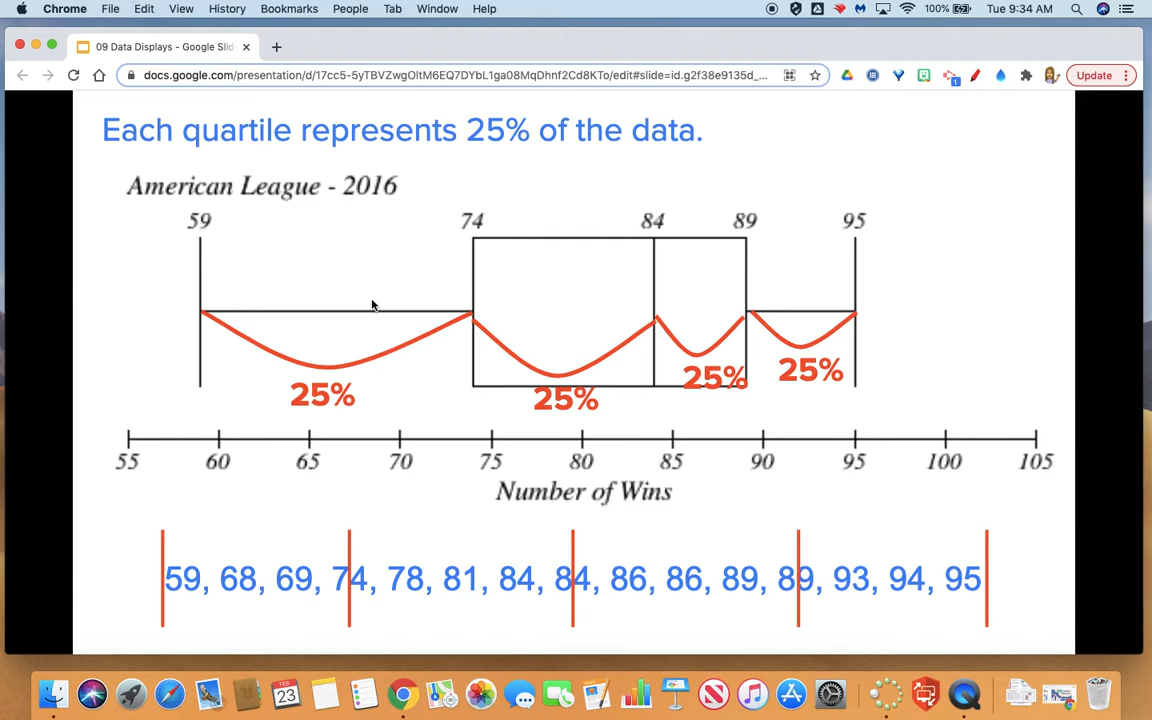 Chrome File Edit View History Bookmarks People Tab Window Help 100% Tue 9:34 AM
09 Data Displays - Google Slid
docs.google.com/presentation/d/17cc5-5yTBVZwgOltM6EQ7DYbL1ga08MqDhnf2Cd8KTo/edit#slide=id.g2f38e9135d_... 1 Update
Each quartile represents 25% of the data.
American League - 2016
59 74 84 89 95
25% 25% 25% 25%
55 60 65 70 75 80 85 90 95 100 105
Number of Wins
59, 68, 69, 74, 78, 81, 84, 84, 86, 86, 89, 89, 93, 94, 95
FEB
23